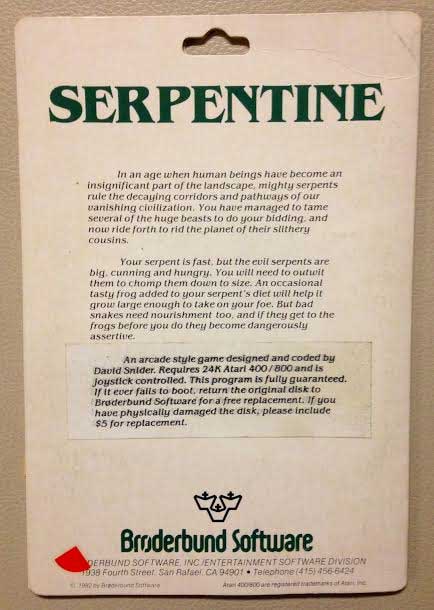 SERPENTINE
In an age when human beings have become an
insignificant part of the landscape, mighty serpents
rule the decaying corridors and pathways of our
vanishing civilization. You have managed to tame
several of the huge beasts to do your bidding, and
now ride forth to rid the planet of their slithery
cousins.
Your serpent is fast, but the evil serpents are
big, cunning and hungry. You will need to outwit
them to chomp them down to size. An occasional
tasty frog added to your serpent's diet will help it
grow large enough to take on your foe. But bad
snakes need nourishment too, and if they get to the
frogs before you do they become dangerously
assertive.
An arcade style game designed and coded by
David Snider. Requires 24K Atari 400/800 and is
joystick controlled. This program is fully guaranteed.
If it ever fails to boot, return the original disk to
Brøderbund Software for a free replacement. If you
have physically damaged the disk, please include
$5 for replacement.
Brøderbund Software
DERBUND SOFTWARE, INC./ENTERTAINMENT SOFTWARE DIVISION
1938 Fourth Street, San Rafael, CA 94901 • Telephone (415) 456-6424
© 1982 by Brøderbund Software Atari 400/800 are registered trademarks of Atari, Inc.